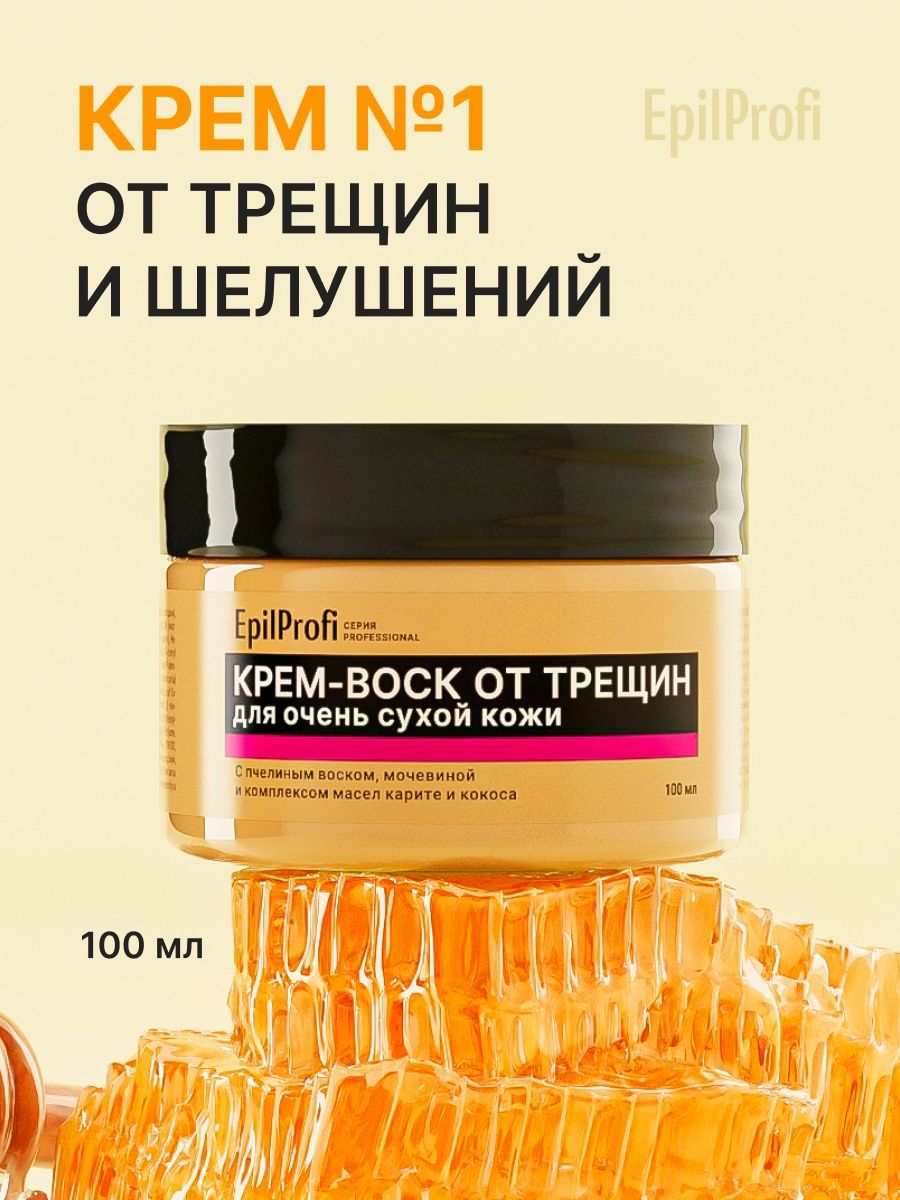 КРЕМ №1
EpilProfi
ОТ ТРЕЩИН
И ШЕЛУШЕНИЙ
EpilProfi СЕРИЯ
PROFESSIONAL
КРЕМ-ВОСК ОТ ТРЕЩИН
для очень сухой кожи
С пчелиным воском, мочевиной
и комплексом масел карите и кокоса
100 мл
100 мл